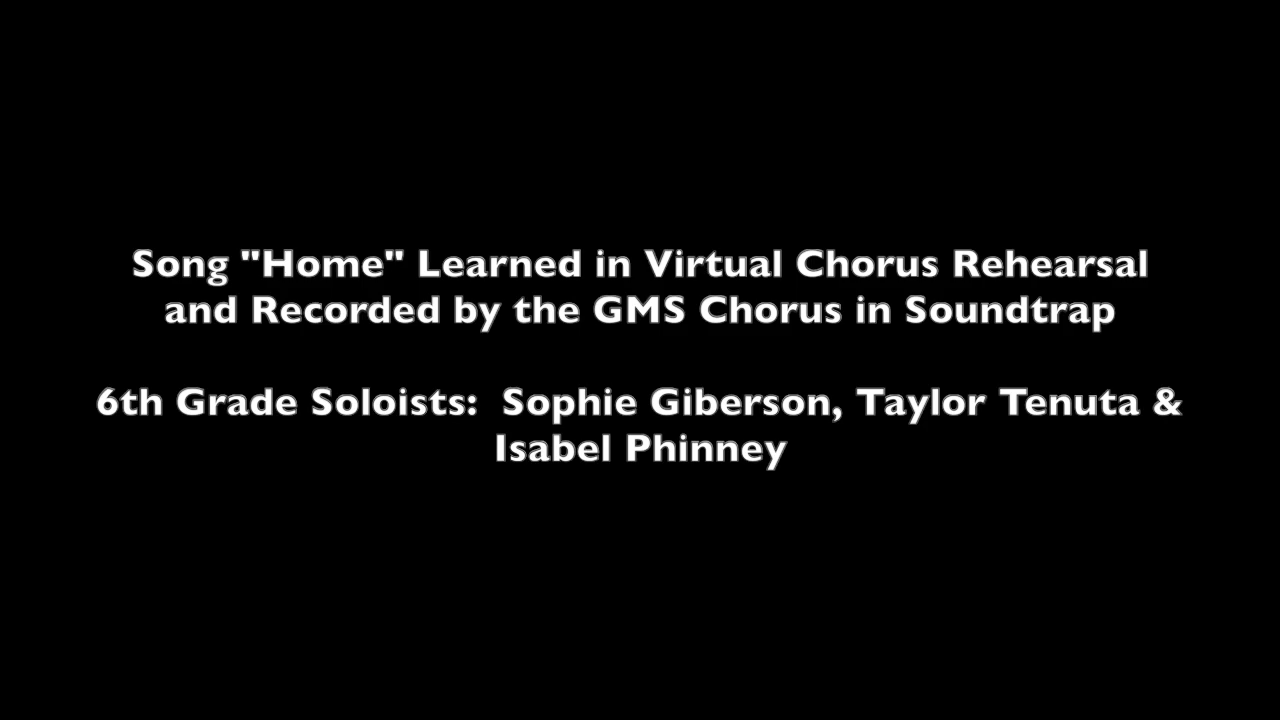 Song "Home" Learned in Virtual Chorus Rehearsal
and Recorded by the GMS Chorus in Soundtrap
6th Grade Soloists:  Sophie Giberson, Taylor Tenuta &
Isabel Phinney